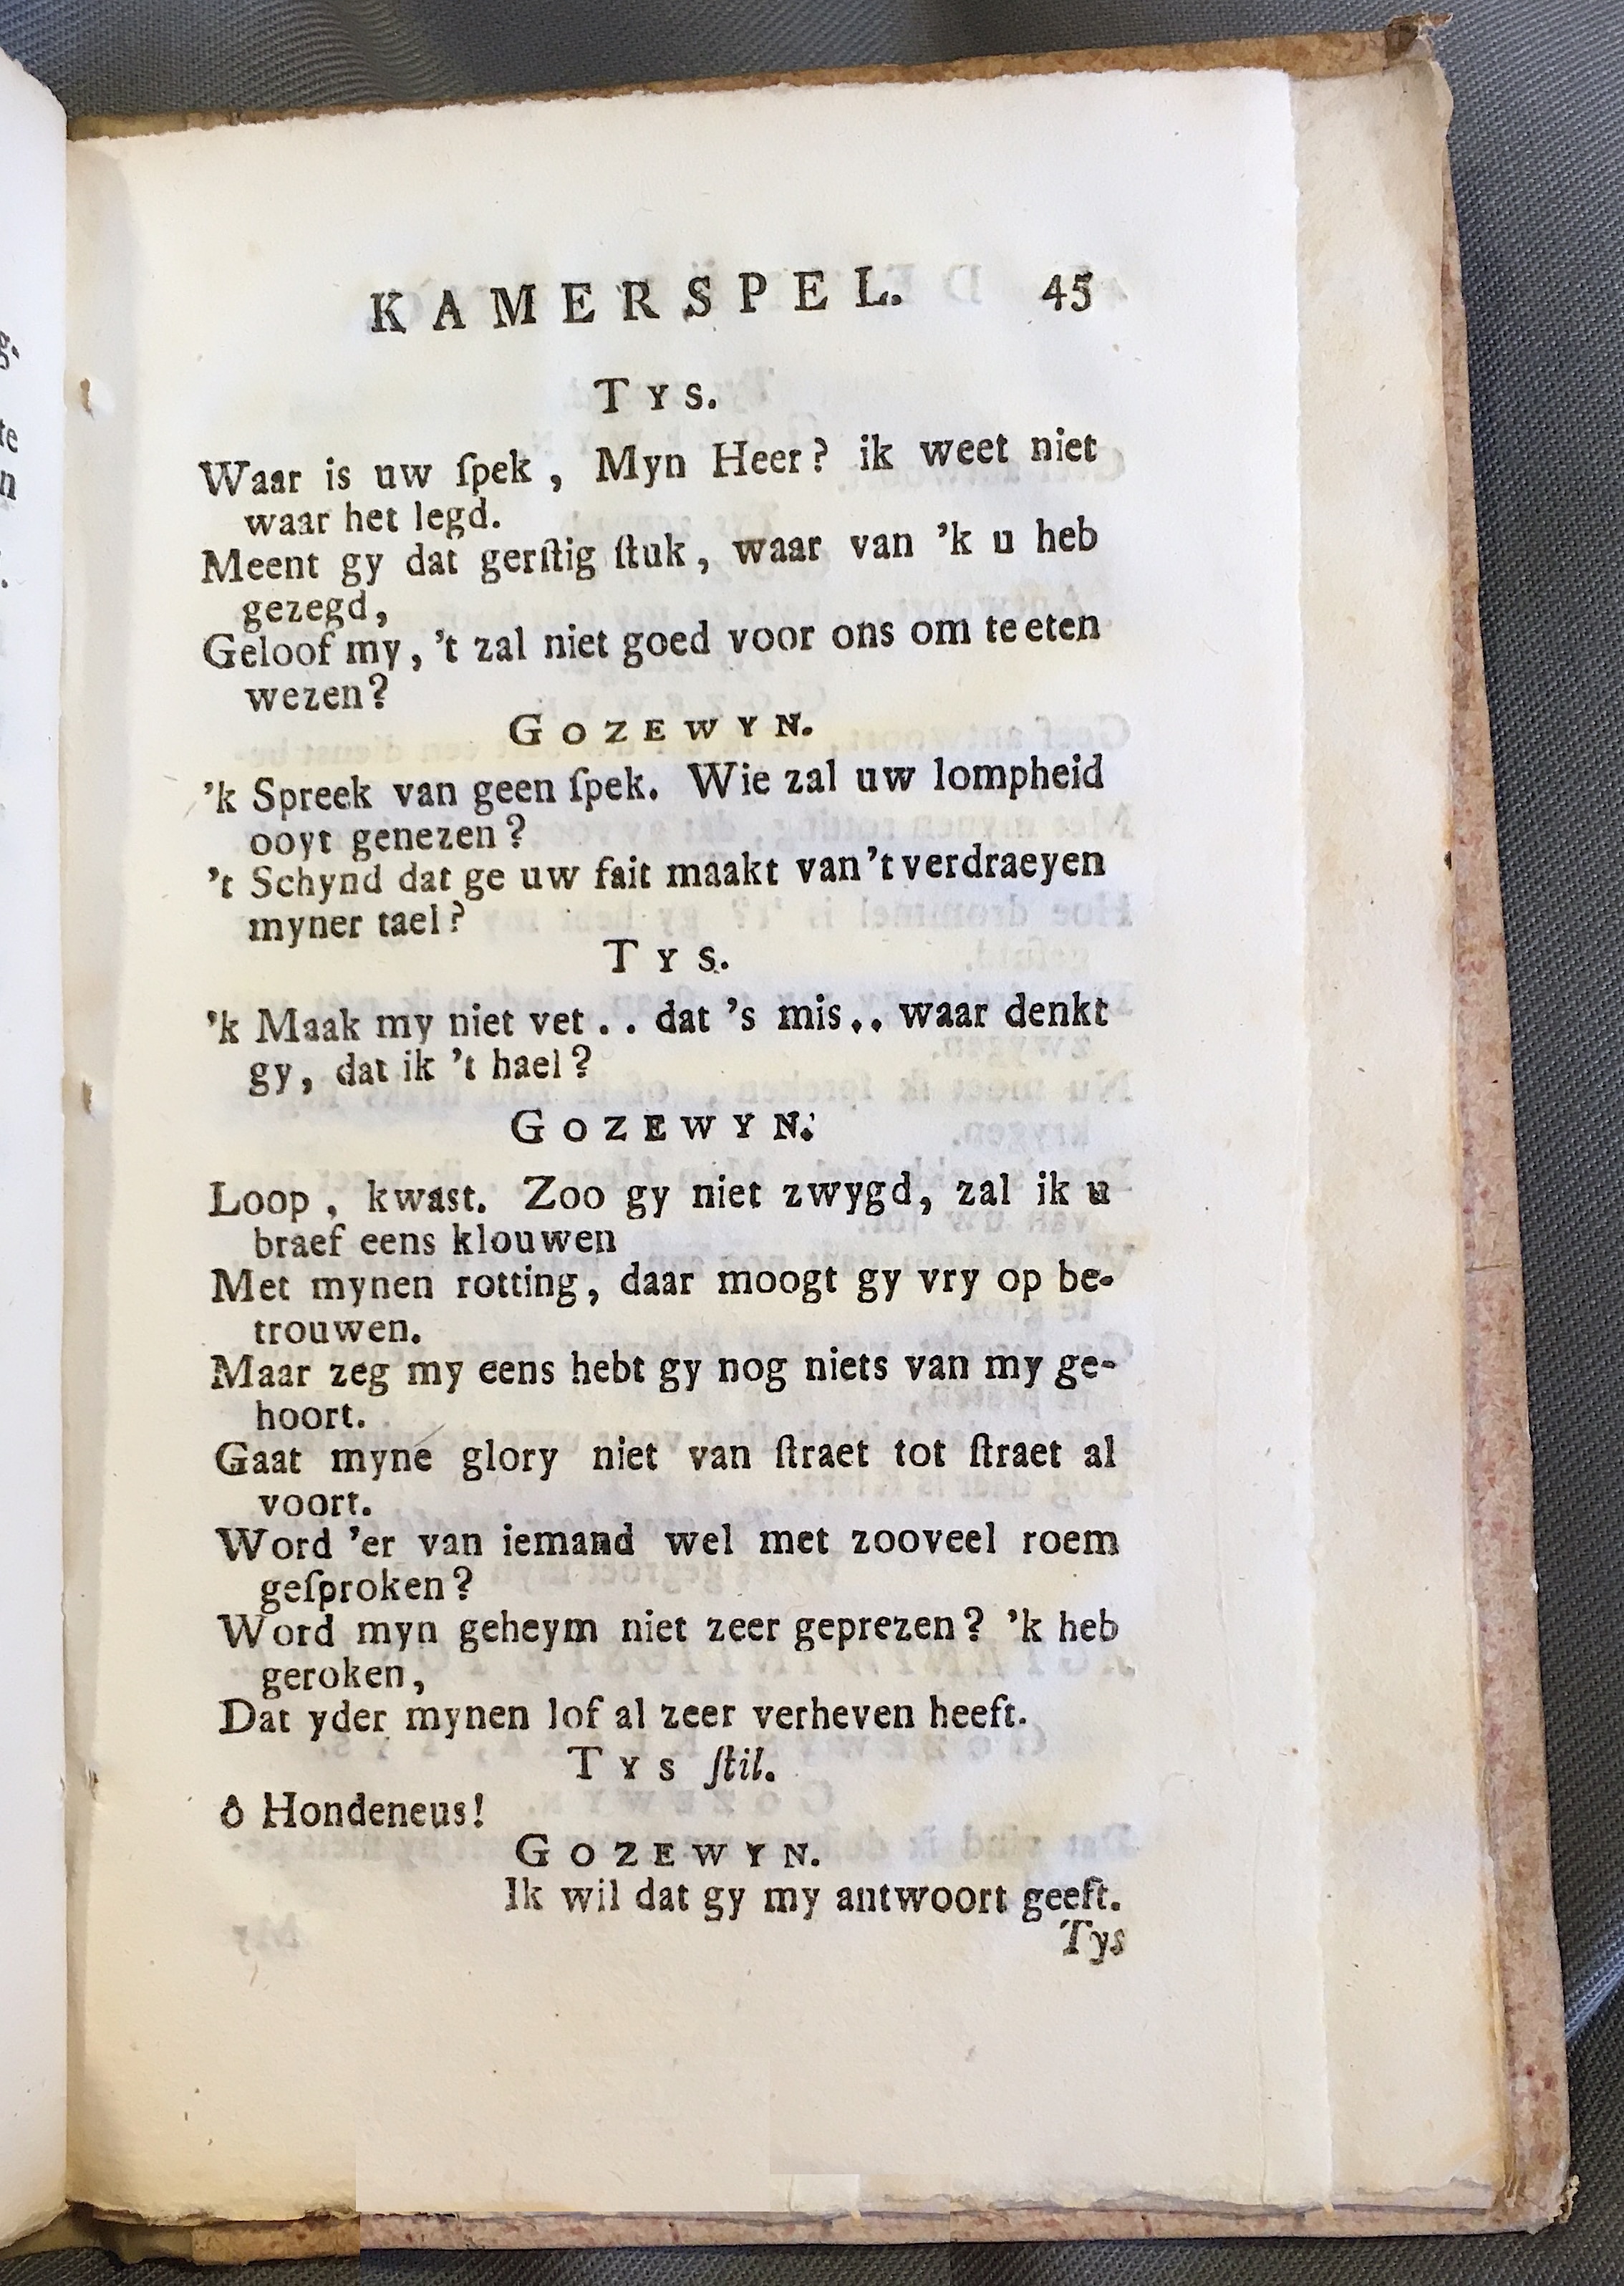 KAMERSPEL. 45
TYS.
Waar is uw ſpek, Myn Heer? ik weet niet
waar het legd.
Meent gy dat gerſtig ſtuk, waar van 'k u heb
gezegd,
Geloof my, 't zal niet goed voor ons om te eten
wezen?
GOZEWYN.
'k Spreek van geen ſpek. Wie zal uw lompheid
ooyt genezen?
't Schynd dat ge uw fait maakt van 't verdraeyen
myner tael?
TYS.
'k Maak my niet vet.. dat 's mis.. waar denkt
gy, dat ik 't hael?
GOZEWYN.
Loop, kwast. Zoo gy niet zwygd, zal ik u
braef eens klouwen
Met mynen rotting, daar moogt gy vry op be-
trouwen.
Maar zeg my eens hebt gy nog niets van my ge-
hoort.
Gaat myne glory niet van ſtraet tot ſtraet al
voort.
Word 'er van iemand wel met zooveel roem
geſproken?
Word myn geheym niet zeer geprezen? 'k heb
geroken,
Dat yder mynen lof al zeer verheven heeft.
TYS ſtil.
ô Hondeneus!
GOZEWYN.
Ik wil dat gy my antwoort geeft.
Tys